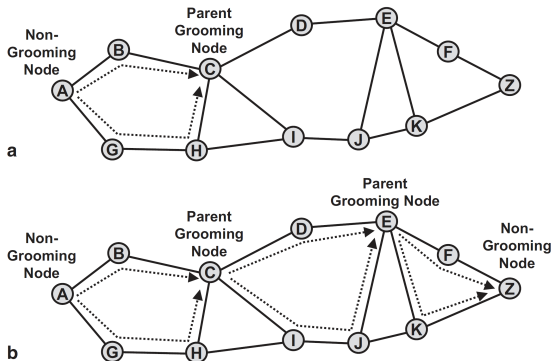 Non-
Grooming
Node
Parent
Grooming
Node
A
B
C
D
E
F
G
H
I
J
K
Z
a
Non-
Grooming
Node
Parent
Grooming
Node
Parent
Grooming Node
Non-
Grooming
Node
A
B
C
D
E
F
G
H
I
J
K
Z
b